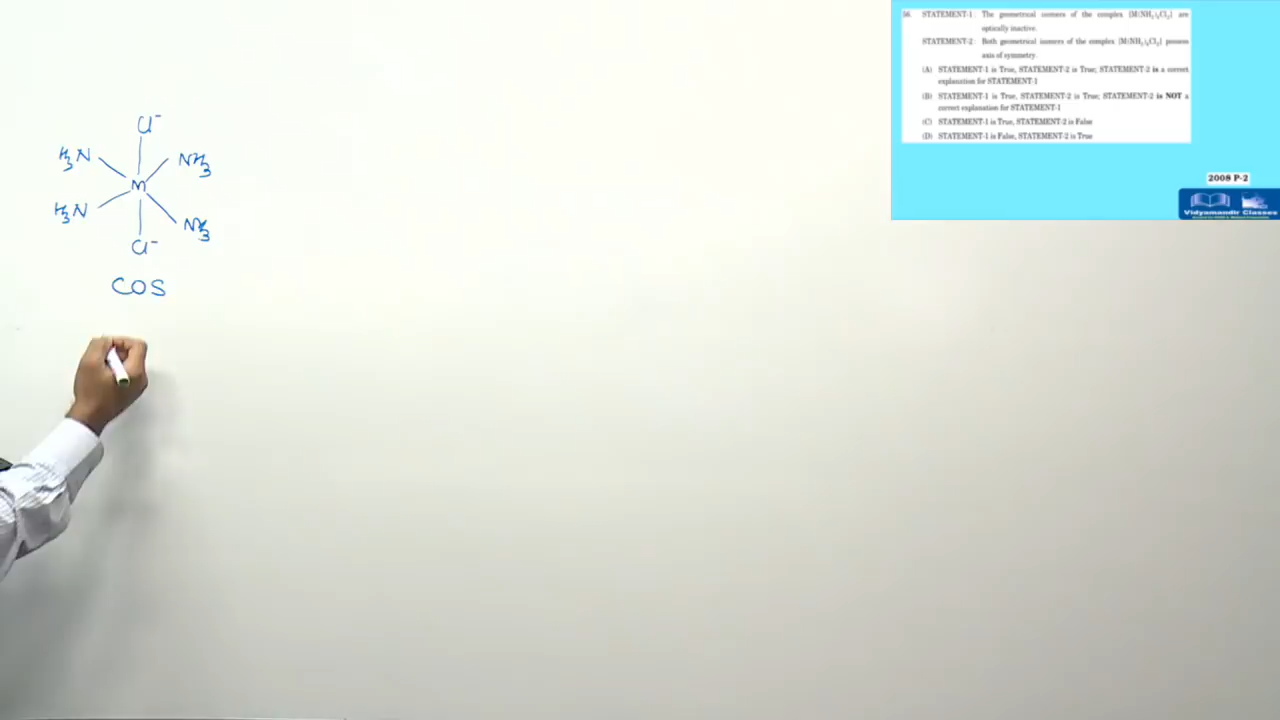 Cl⁻
H₃N NH₃
M
H₃N NH₃
Cl⁻
COS
56. STATEMENT-1: The geometrical isomers of the complex [M(NH₃)₄Cl₂] are
optically inactive.
STATEMENT-2: Both geometrical isomers of the complex [M(NH₃)₄Cl₂] possess
axis of symmetry.
(A) STATEMENT-1 is True, STATEMENT-2 is True; STATEMENT-2 is a correct
explanation for STATEMENT-1
(B) STATEMENT-1 is True, STATEMENT-2 is True; STATEMENT-2 is NOT a
correct explanation for STATEMENT-1
(C) STATEMENT-1 is True, STATEMENT-2 is False
(D) STATEMENT-1 is False, STATEMENT-2 is True
2008 P-2
Vidyamandir Classes